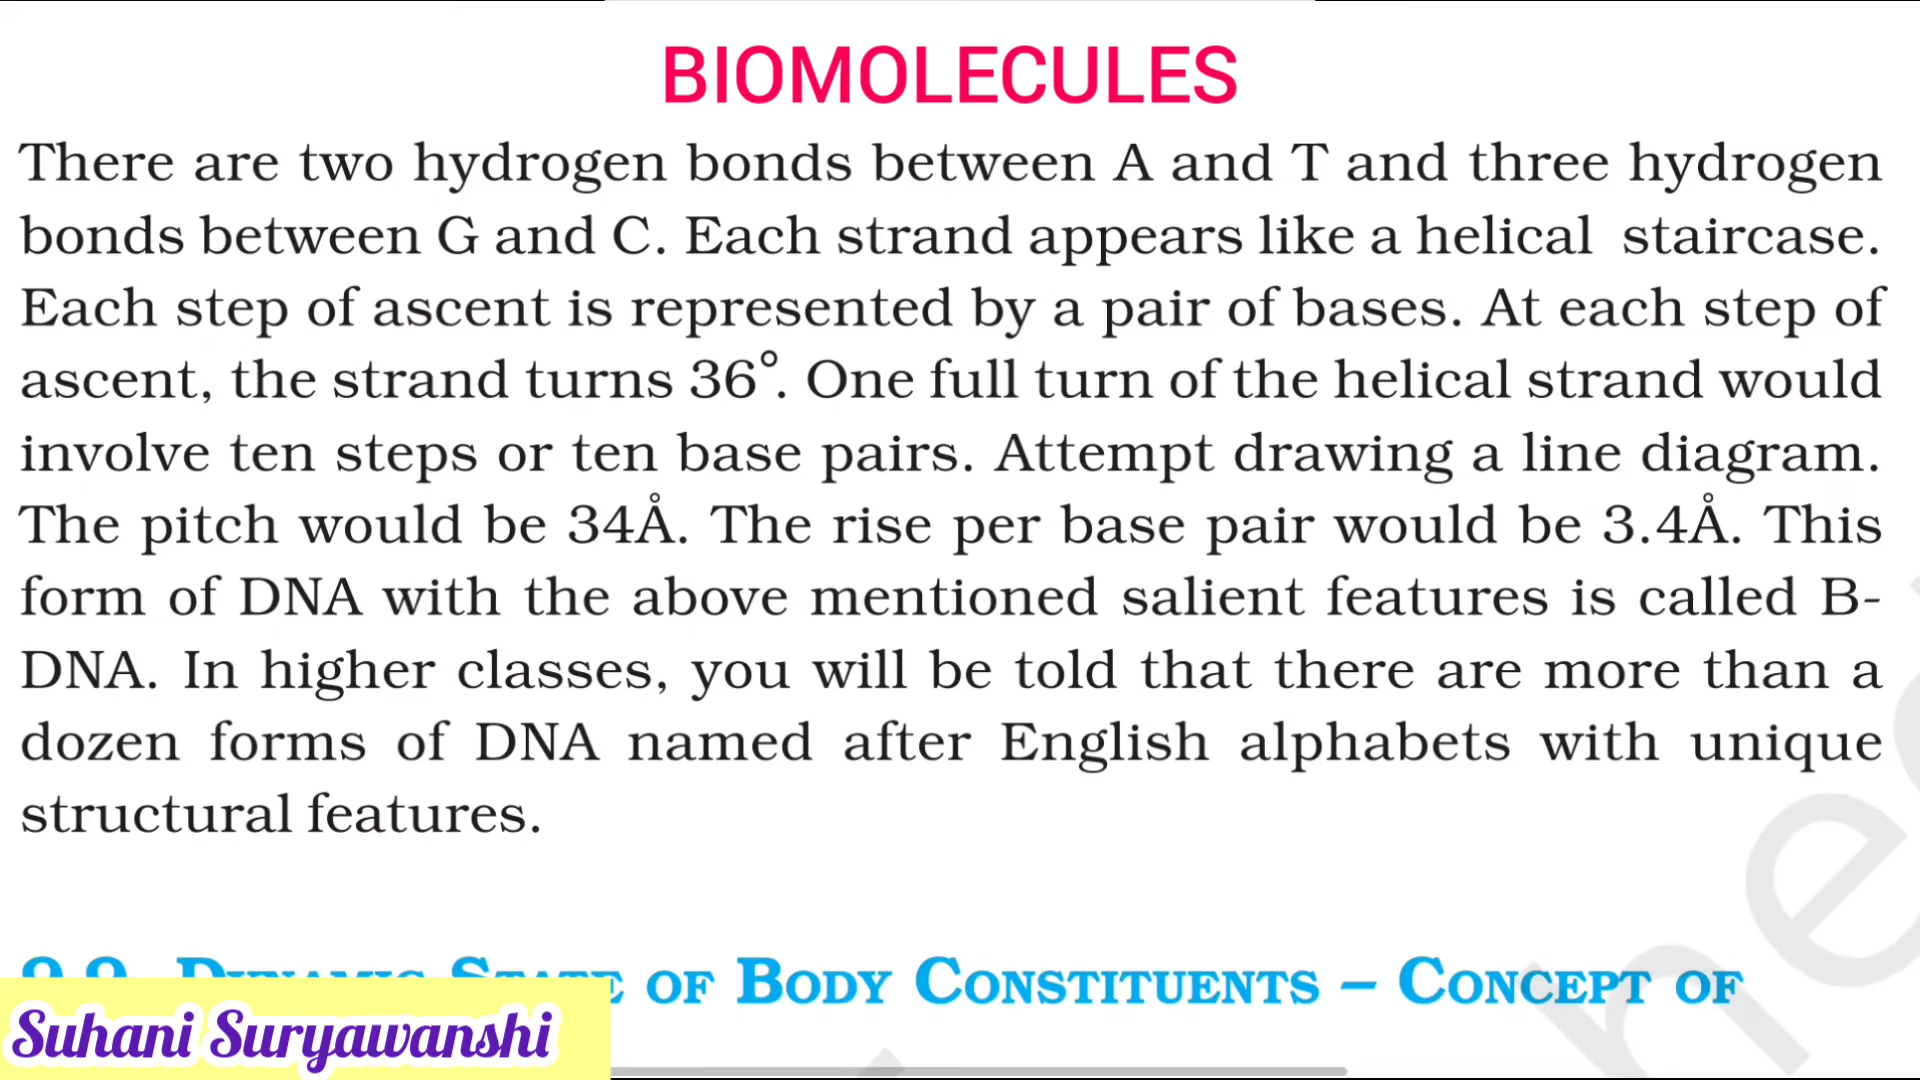 BIOMOLECULES
There are two hydrogen bonds between A and T and three hydrogen
bonds between G and C. Each strand appears like a helical staircase.
Each step of ascent is represented by a pair of bases. At each step of
ascent, the strand turns 36°. One full turn of the helical strand would
involve ten steps or ten base pairs. Attempt drawing a line diagram.
The pitch would be 34Å. The rise per base pair would be 3.4Å. This
form of DNA with the above mentioned salient features is called B-
DNA. In higher classes, you will be told that there are more than a
dozen forms of DNA named after English alphabets with unique
structural features.
9.9 DYNAMIC STATE OF BODY CONSTITUENTS – CONCEPT OF
Suhani Suryawanshi